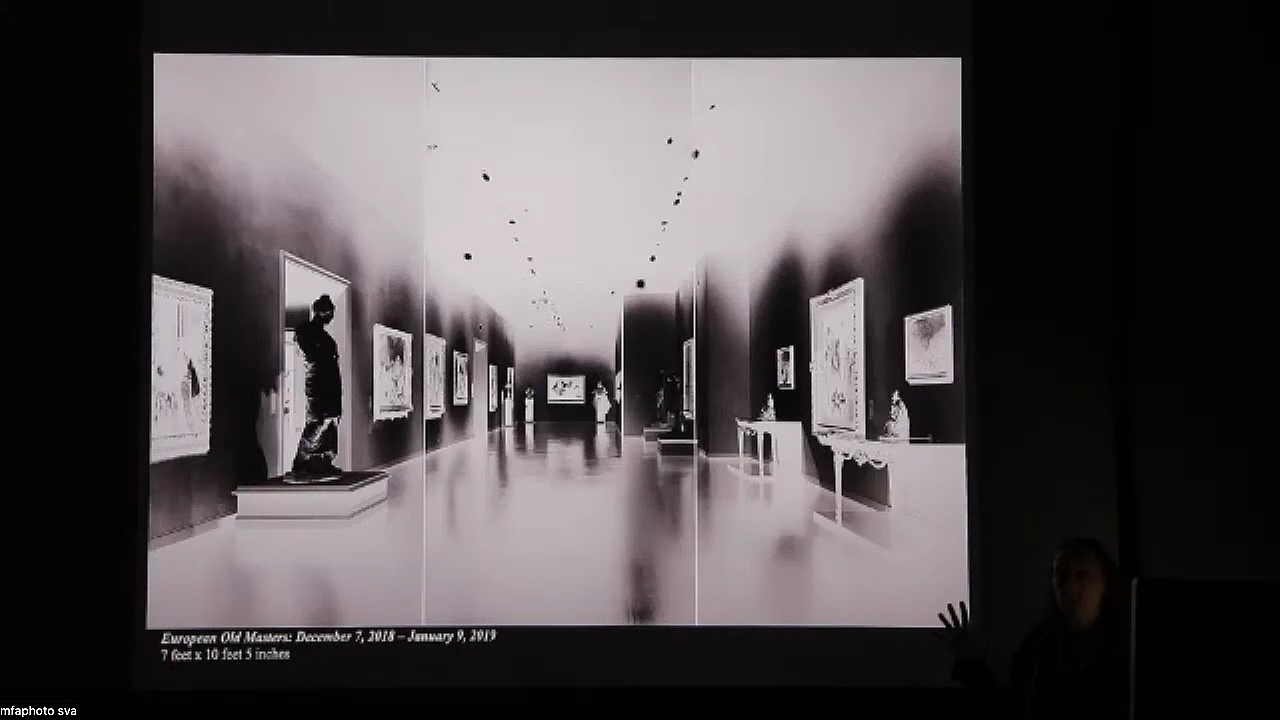 European Old Masters: December 7, 2018 – January 9, 2019
7 feet x 10 feet 5 inches
mfaphoto sva